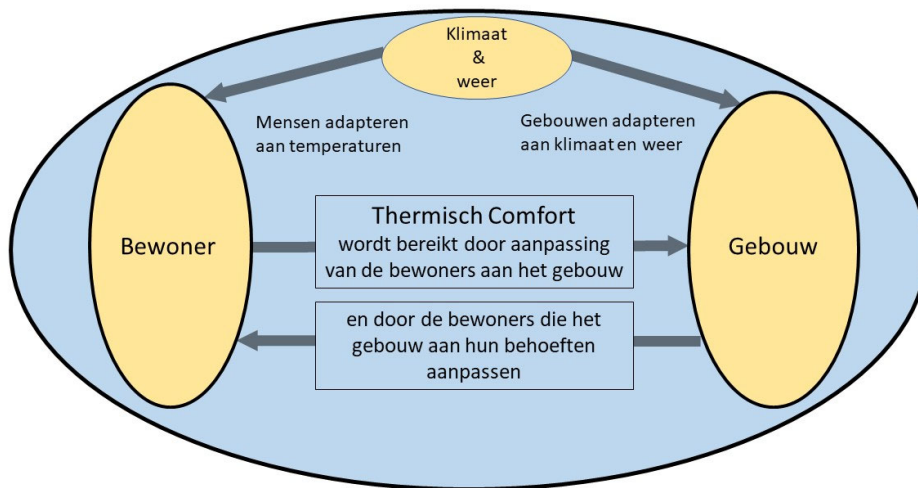 Klimaat
&
weer
Mensen adapteren
aan temperaturen
Gebouwen adapteren
aan klimaat en weer
Bewoner
Thermisch Comfort
wordt bereikt door aanpassing
van de bewoners aan het gebouw
Gebouw
en door de bewoners die het
gebouw aan hun behoeften
aanpassen